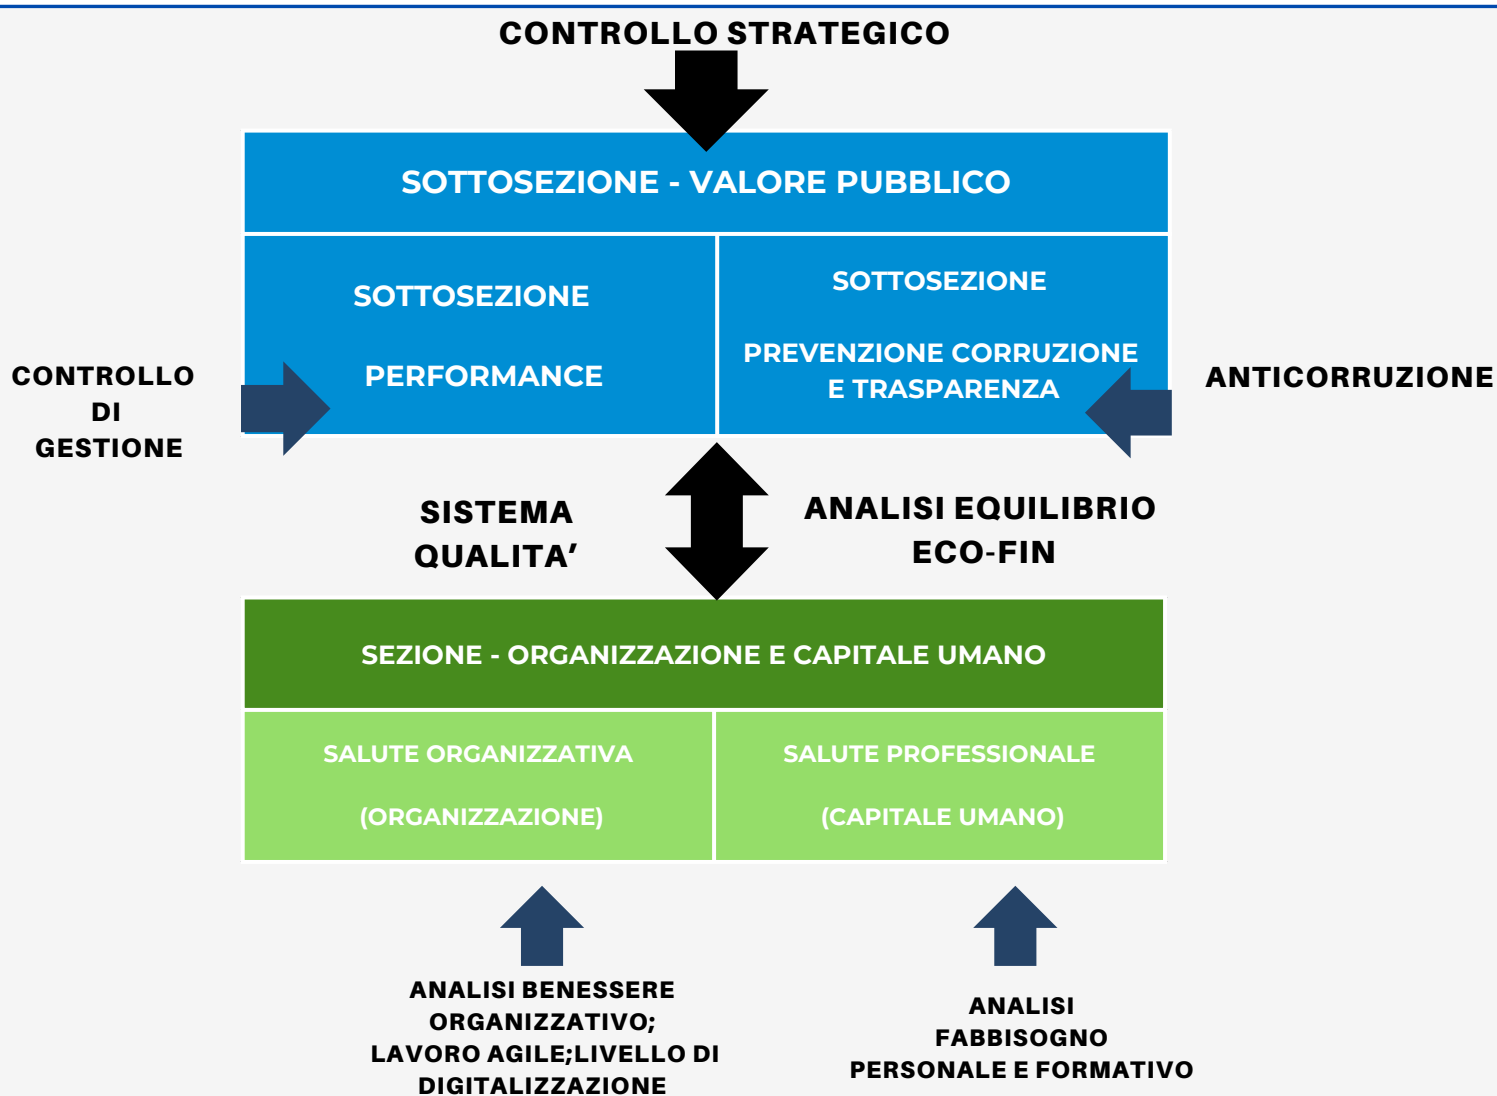 CONTROLLO STRATEGICO
SOTTOSEZIONE - VALORE PUBBLICO
SOTTOSEZIONE
PERFORMANCE
SOTTOSEZIONE
PREVENZIONE CORRUZIONE
E TRASPARENZA
CONTROLLO
DI
GESTIONE
ANTICORRUZIONE
SISTEMA
QUALITA’
ANALISI EQUILIBRIO
ECO-FIN
SEZIONE - ORGANIZZAZIONE E CAPITALE UMANO
SALUTE ORGANIZZATIVA
(ORGANIZZAZIONE)
SALUTE PROFESSIONALE
(CAPITALE UMANO)
ANALISI BENESSERE
ORGANIZZATIVO;
LAVORO AGILE;LIVELLO DI
DIGITALIZZAZIONE
ANALISI
FABBISOGNO
PERSONALE E FORMATIVO